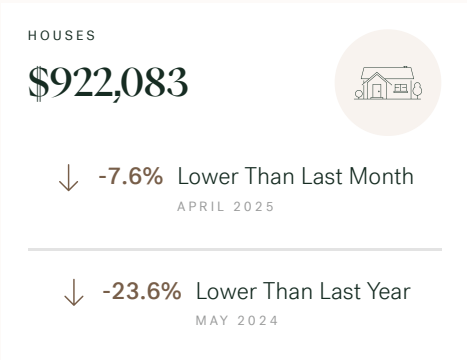 HOUSES
$922,083
-7.6% Lower Than Last Month
APRIL 2025
-23.6% Lower Than Last Year
MAY 2024